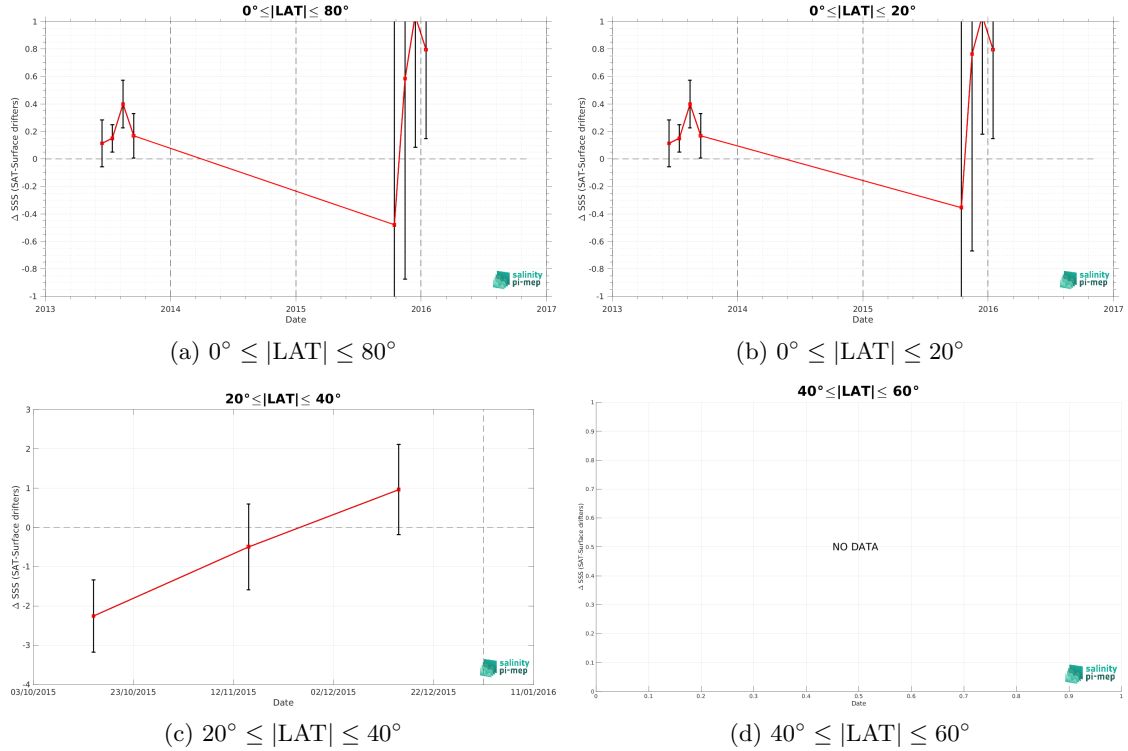 0°≤|LAT|≤ 80°
Δ SSS (SAT-Surface drifters)
1
0.8
0.6
0.4
0.2
0
-0.2
-0.4
-0.6
-0.8
-1
2013
2014
2015
2016
2017
Date
salinity
pi-mep
(a) 0° ≤ |LAT| ≤ 80°
0°≤|LAT|≤ 20°
Δ SSS (SAT-Surface drifters)
1
0.8
0.6
0.4
0.2
0
-0.2
-0.4
-0.6
-0.8
-1
2013
2014
2015
2016
2017
Date
salinity
pi-mep
(b) 0° ≤ |LAT| ≤ 20°
20°≤|LAT|≤ 40°
Δ SSS (SAT-Surface drifters)
3
2
1
0
-1
-2
-3
-4
03/10/2015
23/10/2015
12/11/2015
02/12/2015
22/12/2015
11/01/2016
Date
salinity
pi-mep
(c) 20° ≤ |LAT| ≤ 40°
40°≤|LAT|≤ 60°
Δ SSS (SAT-Surface drifters)
1
0.9
0.8
0.7
0.6
0.5
0.4
0.3
0.2
0.1
0
NO DATA
0
0.1
0.2
0.3
0.4
0.5
0.6
0.7
0.8
0.9
1
Date
salinity
pi-mep
(d) 40° ≤ |LAT| ≤ 60°